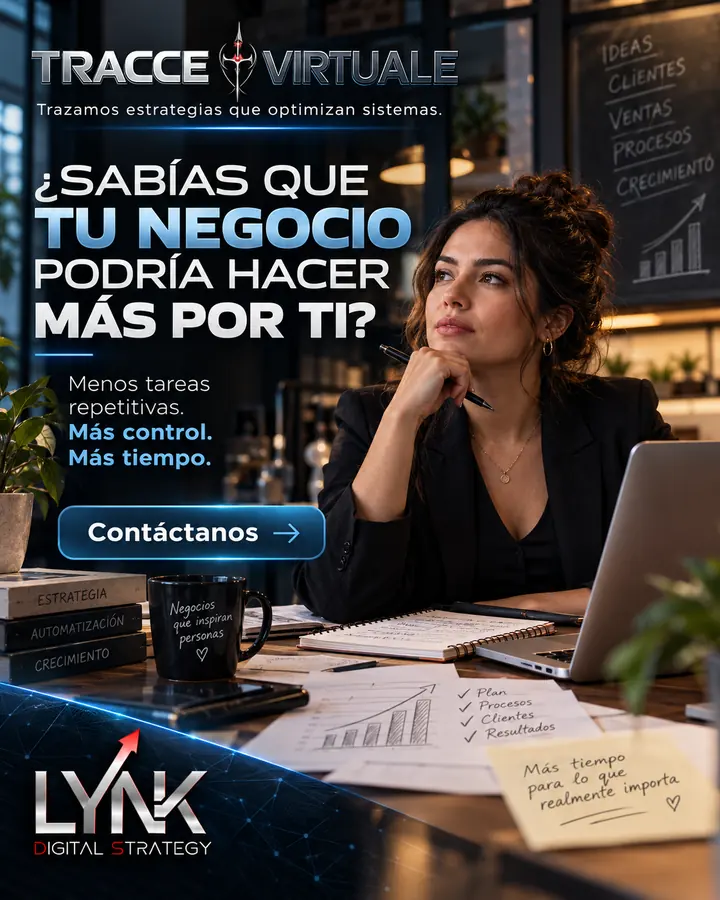 TRACCE VIRTUALE
Trazamos estrategias que optimizan sistemas.
¿SABÍAS QUE
TU NEGOCIO
PODRÍA HACER
MÁS POR TI?
Menos tareas
repetitivas.
Más control.
Más tiempo.
Contáctanos →
IDEAS
CLIENTES
VENTAS
PROCESOS
CRECIMIENTO
ESTRATEGIA
AUTOMATIZACIÓN
CRECIMIENTO
Negocios
que inspiran
personas
♡
✓ Plan
✓ Procesos
✓ Clientes
✓ Resultados
Más tiempo
para lo que
realmente importa
♡
LYNK
DIGITAL STRATEGY